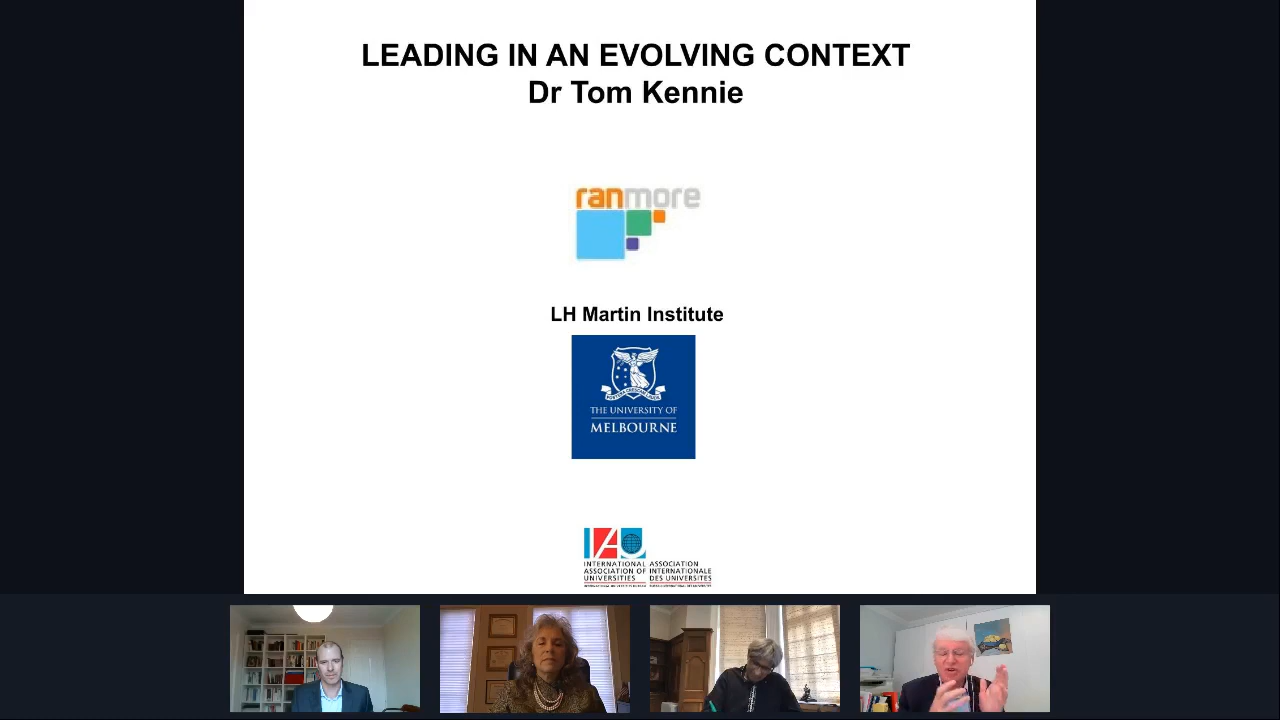 LEADING IN AN EVOLVING CONTEXT
Dr Tom Kennie
ranmore
LH Martin Institute
THE UNIVERSITY OF
MELBOURNE
IAU
INTERNATIONAL ASSOCIATION
ASSOCIATION OF INTERNATIONALE
UNIVERSITIES DES UNIVERSITES